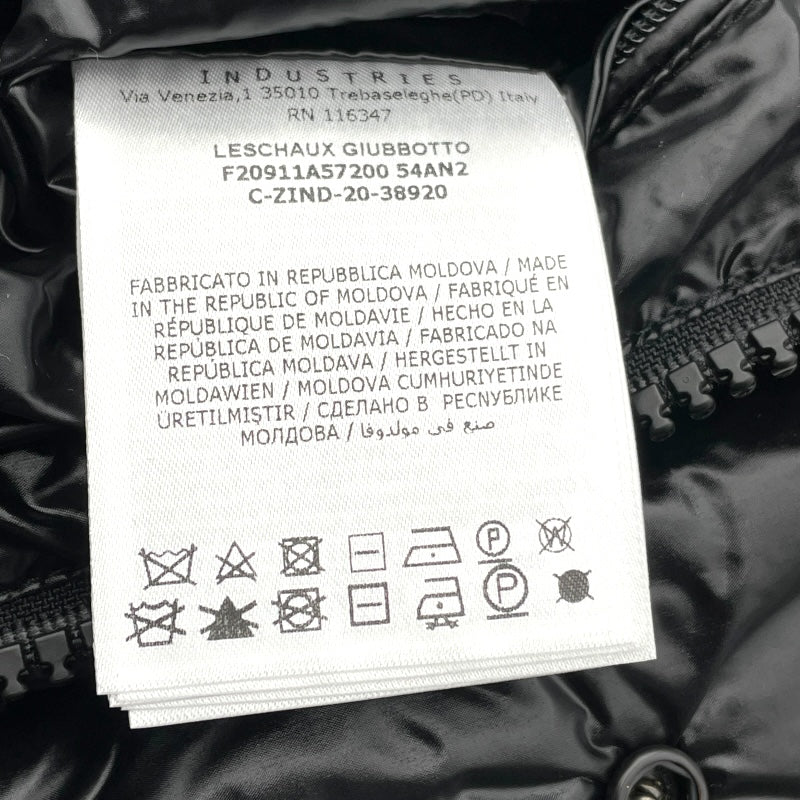 INDUSTRIES
Via Venezia,1 35010 Trebaseleghe(PD) Italy
RN 116347
LESCHAUX GIUBBOTTO
F20911A57200 54AN2
C-ZIND-20-38920
FABBRICATO IN REPUBBLICA MOLDOVA / MADE
IN THE REPUBLIC OF MOLDOVA / FABRIQUÉ EN
RÉPUBLIQUE DE MOLDAVIE / HECHO EN LA
REPÚBLICA DE MOLDAVIA / FABRICADO NA
REPÚBLICA MOLDAVA / HERGESTELLT IN
MOLDAWIEN / MOLDOVA CUMHURIYETINDE
ÜRETILMIŞTIR / СДЕЛАНО В РЕСПУБЛИКЕ
МОЛДОВА / صنع في مولدوفا
P W
P